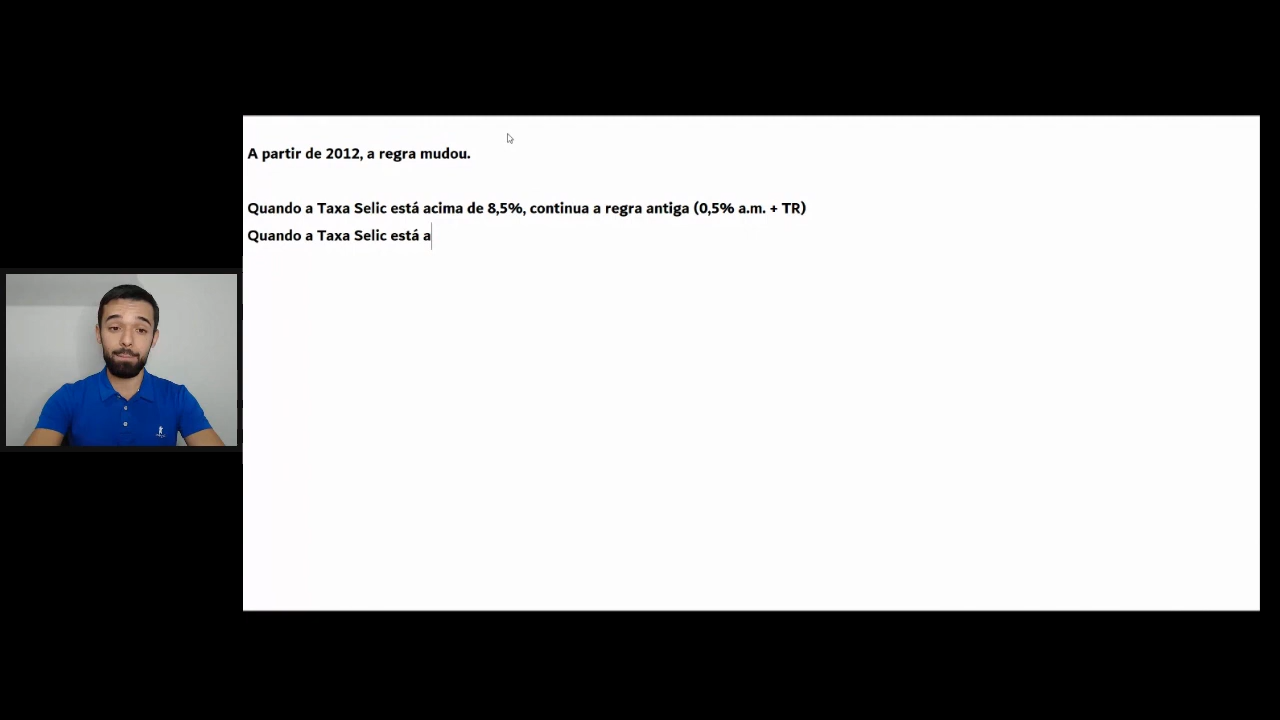 A partir de 2012, a regra mudou.
Quando a Taxa Selic está acima de 8,5%, continua a regra antiga (0,5% a.m. + TR)
Quando a Taxa Selic está a